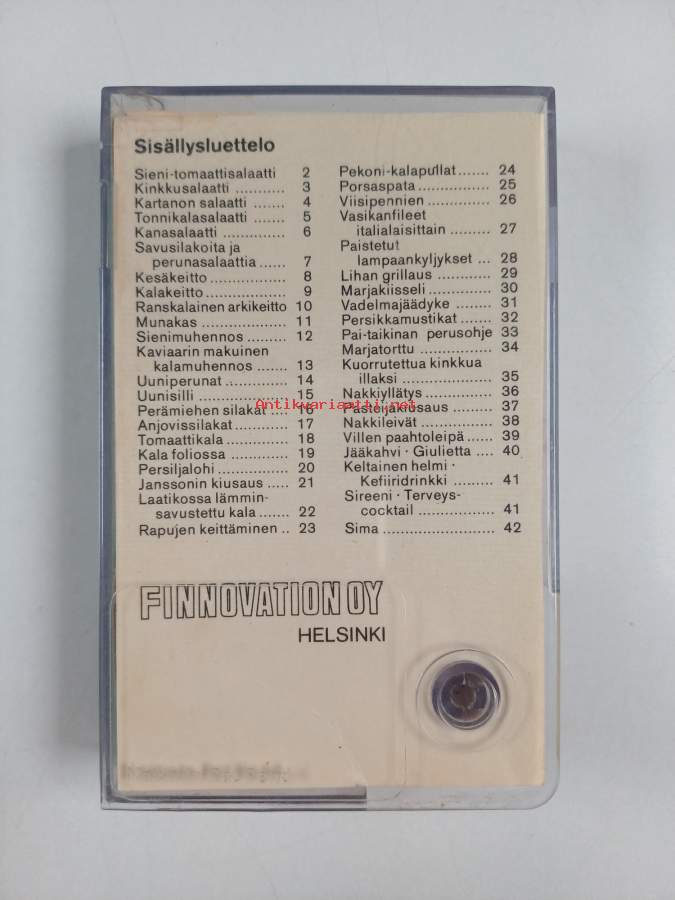 Sisällysluettelo
Sieni-tomaattisalaatti 2
Kinkkusalaatti ............ 3
Kartanon salaatti ....... 4
Tonnikalasalaatti ....... 5
Kanasalaatti ............. 6
Savusilakoita ja
perunasalaattia ...... 7
Kesäkeitto ................. 8
Kalakeitto ................. 9
Ranskalainen arkikeitto 10
Munakas .................. 11
Sienimuhennos .......... 12
Kaviaarin makuinen
kalamuhennos ....... 13
Uuniperunat .............. 14
Uunisilli .................... 15
Perämiehen silakat .... 16
Anjovissilakat ............ 17
Tomaattikala ............. 18
Kala foliossa ............. 19
Persiljalohi ................ 20
Janssonin kiusaus ..... 21
Laatikossa lämmin-
savustettu kala ....... 22
Rapujen keittäminen .. 23
Pekoni-kalapullat ....... 24
Porsaspata ................ 25
Viisipennien .............. 26
Vasikanfileet
italialaisittain ......... 27
Paistetut
lampaankyljykset ... 28
Lihan grillaus ............ 29
Marjakiisseli .............. 30
Vadelmajäädyke ........ 31
Persikkamustikat ....... 32
Pai-taikinan perusohje 33
Marjatorttu ................ 34
Kuorrutettua kinkkua
illaksi .................... 35
Nakkiyllätys .............. 36
Pasteijakiusaus ......... 37
Nakkileivät ................ 38
Villen paahtoleipä ...... 39
Jääkahvi · Giulietta .... 40
Keltainen helmi ·
Kefiiridrinkki .......... 41
Sireeni · Terveys-
cocktail ................. 41
Sima ......................... 42
Antikvariaatti.net
FINNOVATION OY
HELSINKI